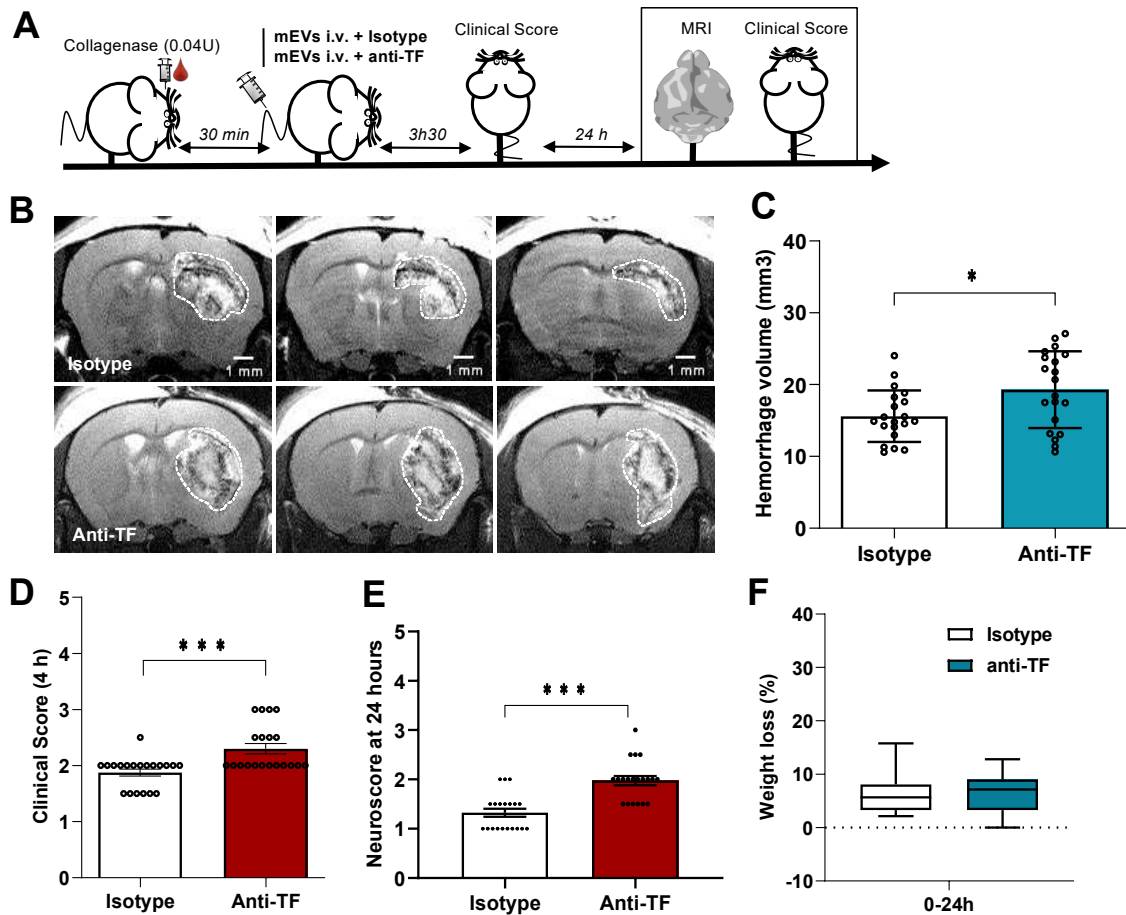 A
Collagenase (0.04U)
mEVs i.v. + Isotype
mEVs i.v. + anti-TF
Clinical Score
MRI
Clinical Score
30 min
3h30
24 h
B
Isotype
1 mm
1 mm
1 mm
Anti-TF
C
Hemorrhage volume (mm3)
40
30
20
10
0
*
Isotype
Anti-TF
D
Clinical Score (4 h)
5
4
3
2
1
0
* * *
Isotype
Anti-TF
E
Neuroscore at 24 hours
5
4
3
2
1
0
* * *
Isotype
Anti-TF
F
Weight loss (%)
40
30
20
10
0
-10
Isotype
anti-TF
0-24h